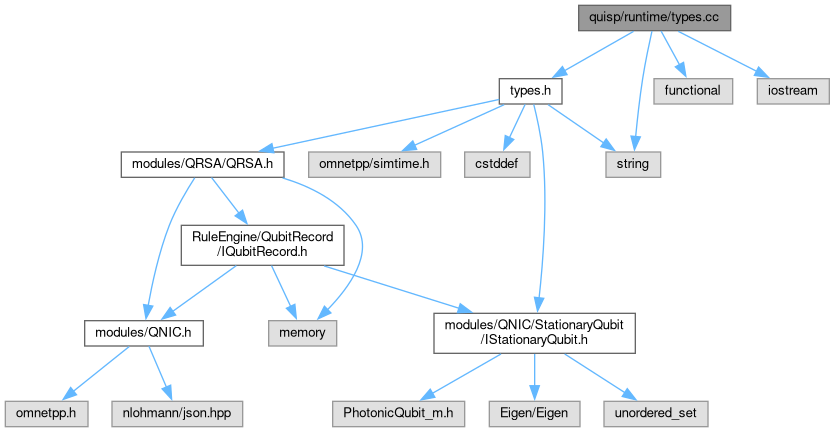 quisp/runtime/types.cc
types.h
functional
iostream
modules/QRSA/QRSA.h
omnetpp/simtime.h
cstddef
string
RuleEngine/QubitRecord
/IQubitRecord.h
modules/QNIC.h
memory
modules/QNIC/StationaryQubit
/IStationaryQubit.h
omnetpp.h
nlohmann/json.hpp
PhotonicQubit_m.h
Eigen/Eigen
unordered_set